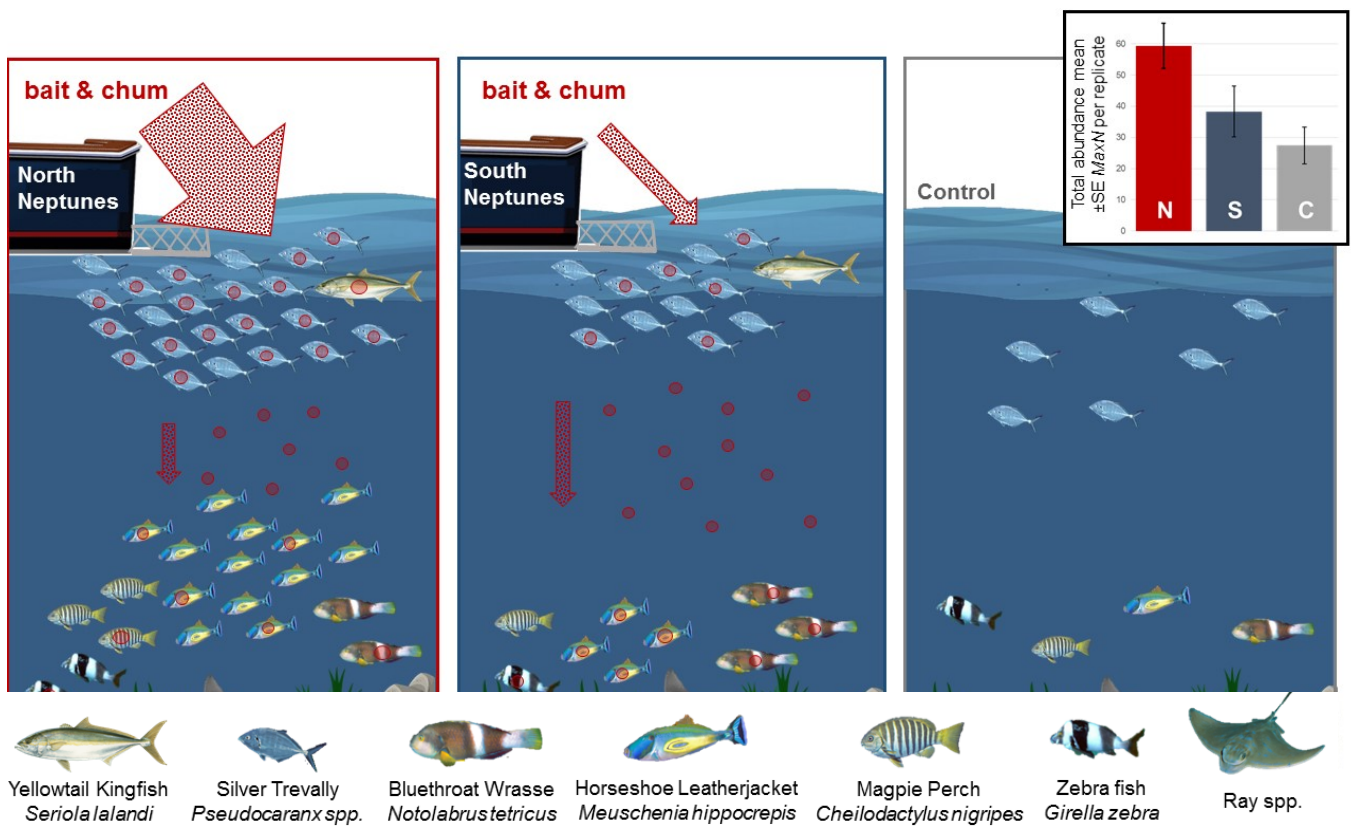 bait & chum
North
Neptunes
bait & chum
South
Neptunes
Control
Total abundance mean
±SE MaxN per replicate
60
50
40
30
20
10
0
N
S
C
Yellowtail Kingfish
Seriola lalandi
Silver Trevally
Pseudocaranx spp.
Bluethroat Wrasse
Notolabrus tetricus
Horseshoe Leatherjacket
Meuschenia hippocrepis
Magpie Perch
Cheilodactylus nigripes
Zebra fish
Girella zebra
Ray spp.